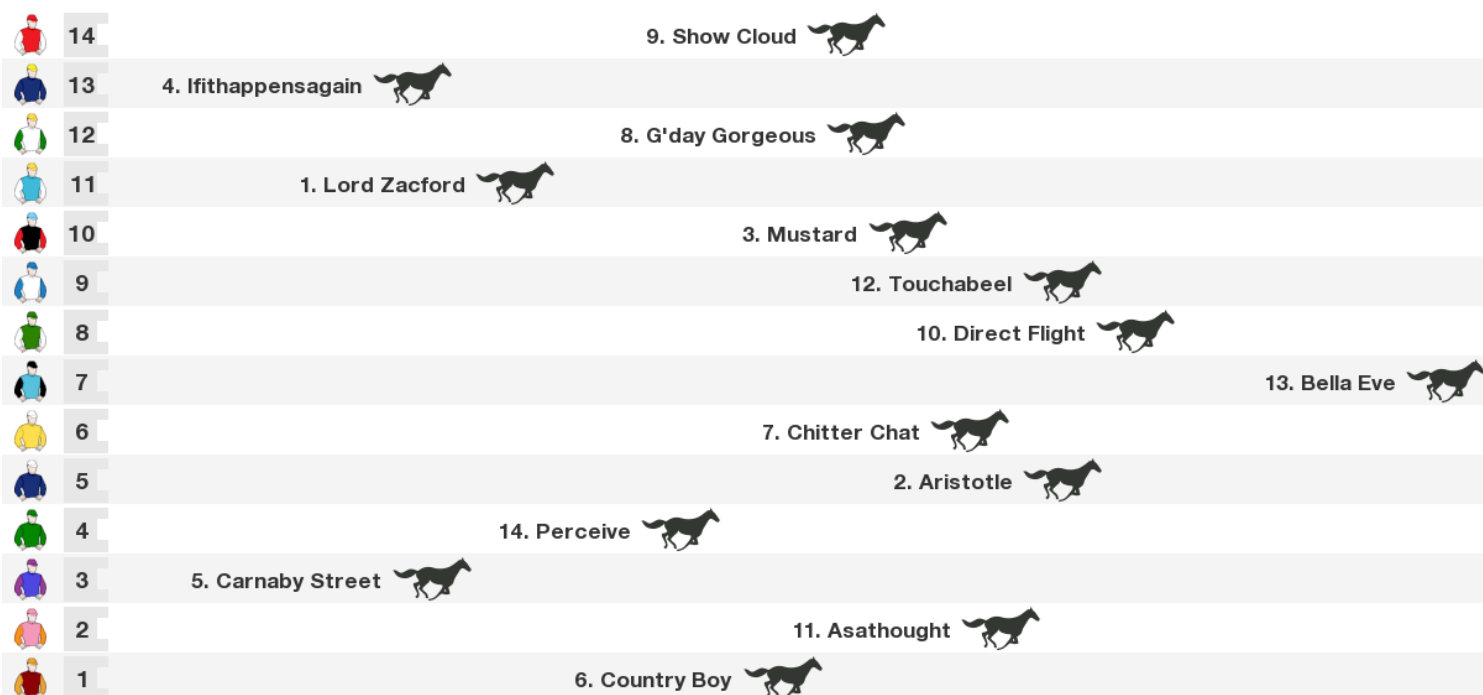 14 9. Show Cloud
13 4. Ifithappensagain
12 8. G'day Gorgeous
11 1. Lord Zacford
10 3. Mustard
9 12. Touchabeel
8 10. Direct Flight
7 13. Bella Eve
6 7. Chitter Chat
5 2. Aristotle
4 14. Perceive
3 5. Carnaby Street
2 11. Asathought
1 6. Country Boy